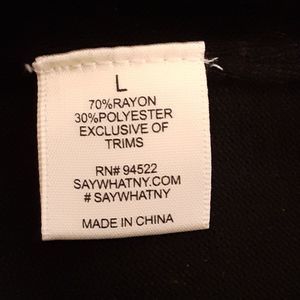 L
70%RAYON
30%POLYESTER
EXCLUSIVE OF
TRIMS
RN# 94522
SAYWHATNY.COM
# SAYWHATNY
MADE IN CHINA